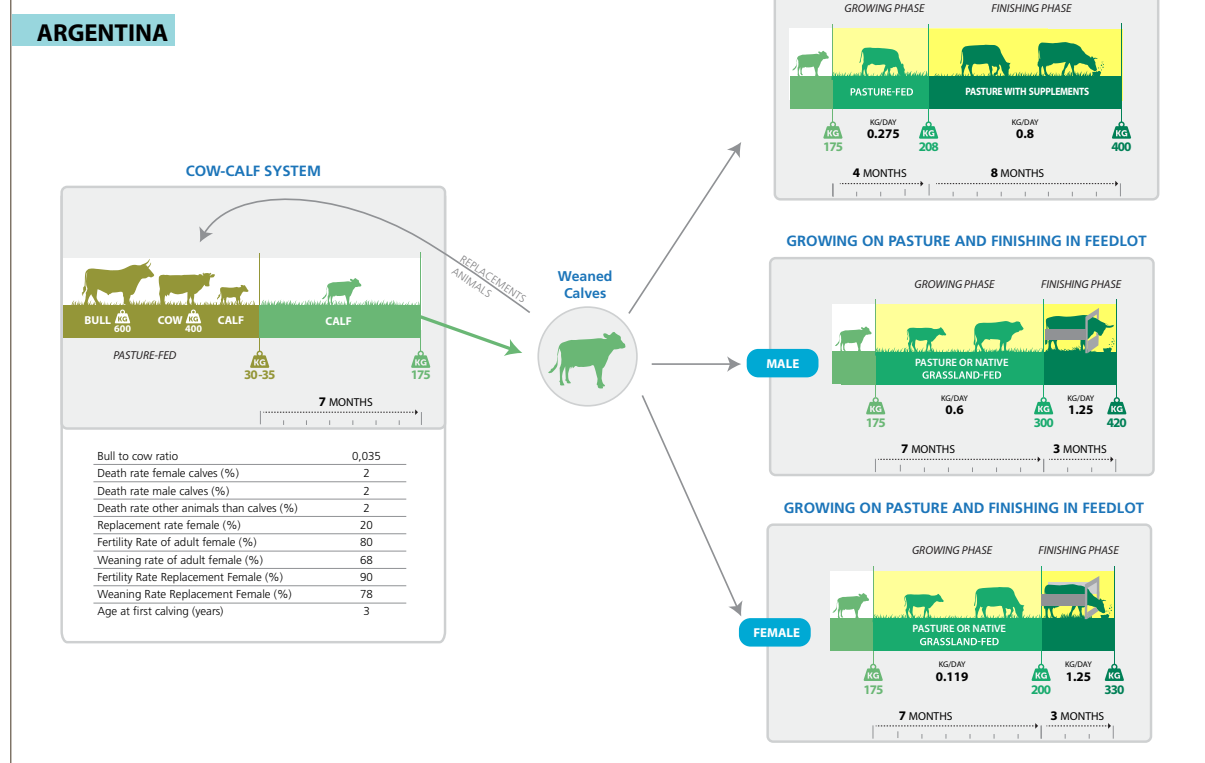 ARGENTINA
COW-CALF SYSTEM
BULL KG 600 COW KG 400 CALF
CALF
PASTURE-FED
KG
30-35
KG
175
7 MONTHS
Bull to cow ratio 0,035
Death rate female calves (%) 2
Death rate male calves (%) 2
Death rate other animals than calves (%) 2
Replacement rate female (%) 20
Fertility Rate of adult female (%) 80
Weaning rate of adult female (%) 68
Fertility Rate Replacement Female (%) 90
Weaning Rate Replacement Female (%) 78
Age at first calving (years) 3
REPLACEMENTS
ANIMALS
Weaned
Calves
GROWING PHASE FINISHING PHASE
PASTURE-FED PASTURE WITH SUPPLEMENTS
KG/DAY KG/DAY
KG 0.275 KG 0.8 KG
175 208 400
4 MONTHS 8 MONTHS
GROWING ON PASTURE AND FINISHING IN FEEDLOT
GROWING PHASE FINISHING PHASE
MALE
PASTURE OR NATIVE
GRASSLAND-FED
KG/DAY KG/DAY
KG 0.6 KG 1.25 KG
175 300 420
7 MONTHS 3 MONTHS
GROWING ON PASTURE AND FINISHING IN FEEDLOT
GROWING PHASE FINISHING PHASE
FEMALE
PASTURE OR NATIVE
GRASSLAND-FED
KG/DAY KG/DAY
KG 0.119 KG 1.25 KG
175 200 330
7 MONTHS 3 MONTHS